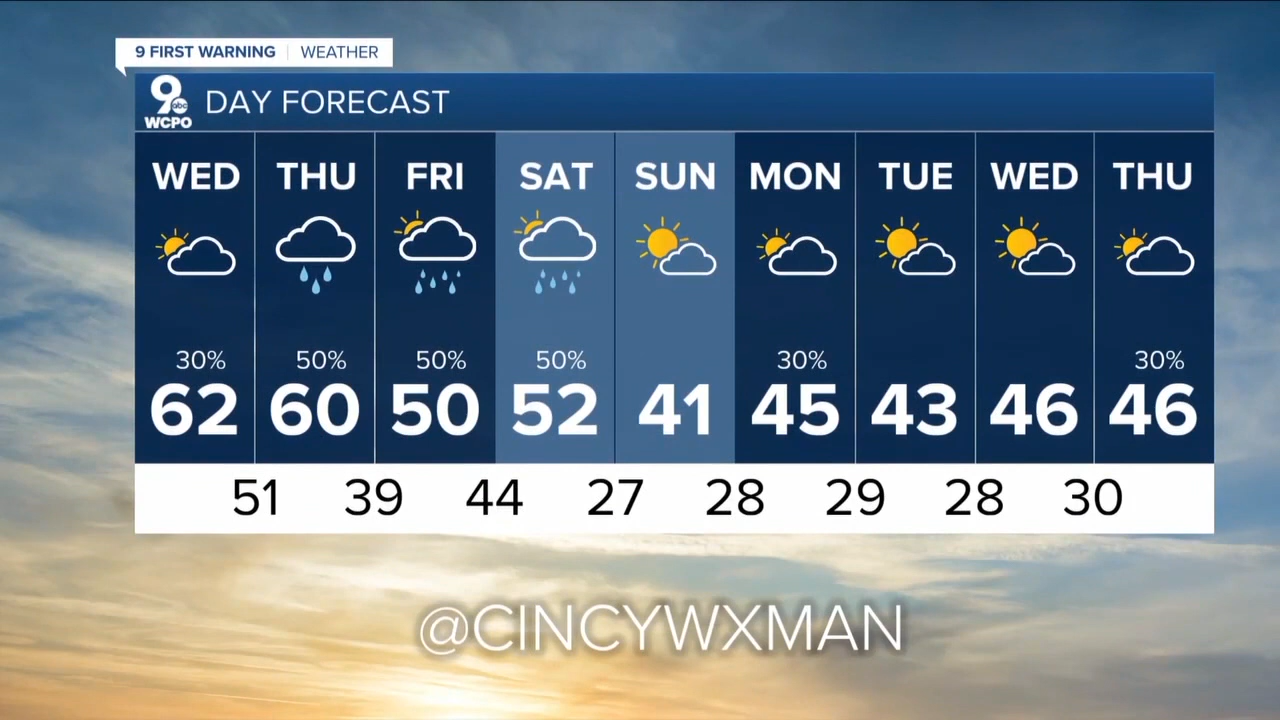 9 FIRST WARNING | WEATHER
9 abc WCPO DAY FORECAST
WED THU FRI SAT SUN MON TUE WED THU
30% 50% 50% 50% 30% 30%
62 60 50 52 41 45 43 46 46
51 39 44 27 28 29 28 30
@CINCYWXMAN